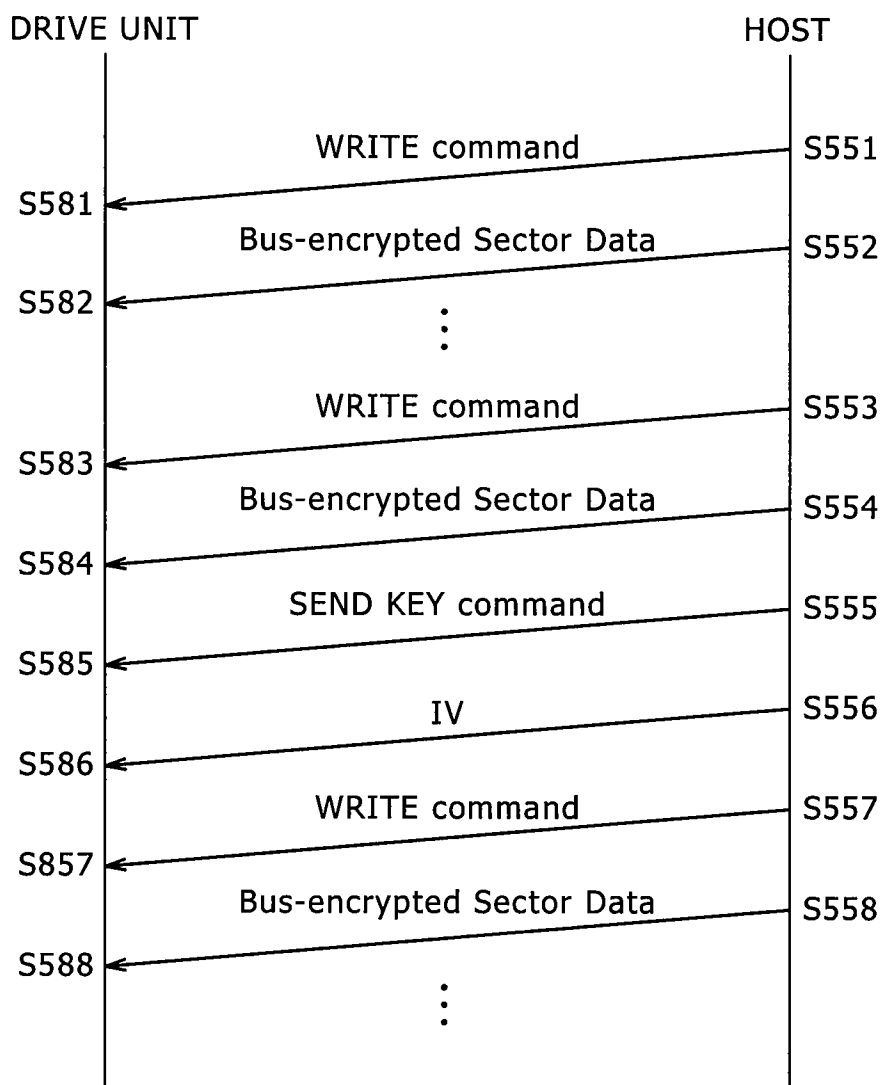 DRIVE UNIT HOST
WRITE command S551
S581
Bus-encrypted Sector Data S552
S582
WRITE command S553
S583
Bus-encrypted Sector Data S554
S584
SEND KEY command S555
S585
IV S556
S586
WRITE command S557
S857
Bus-encrypted Sector Data S558
S588